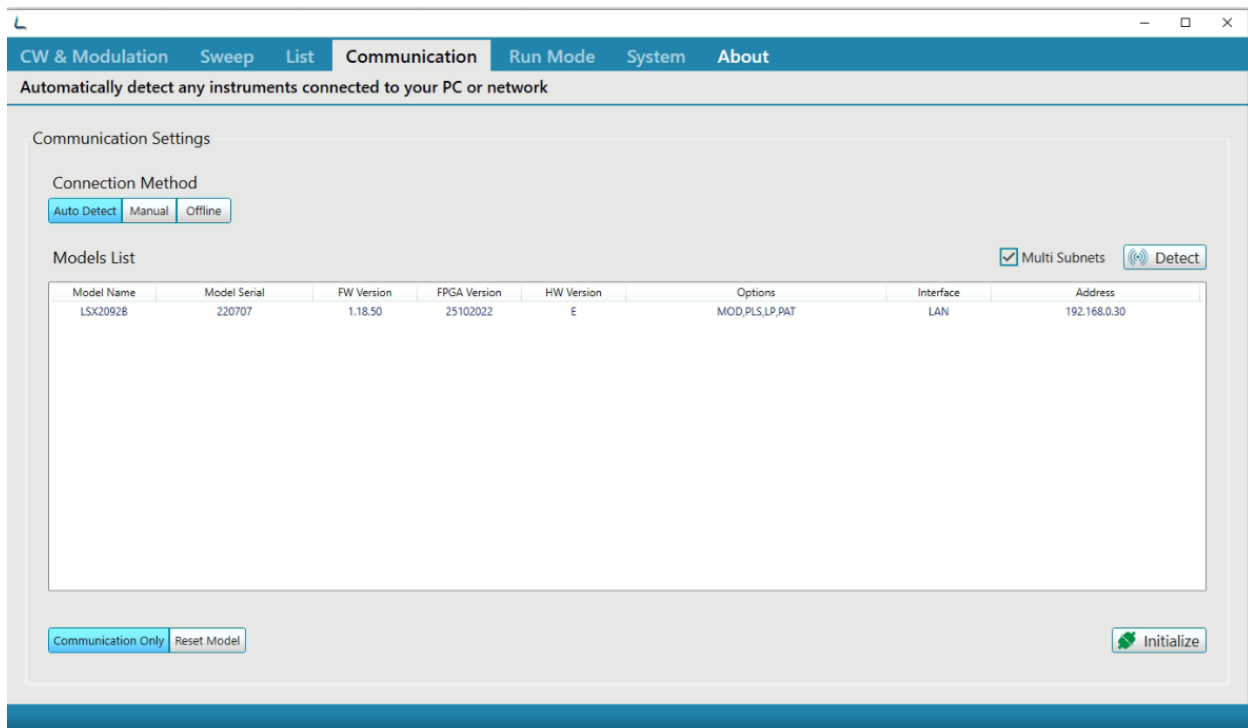 CW & Modulation Sweep List Communication Run Mode System About
Automatically detect any instruments connected to your PC or network
Communication Settings
Connection Method
Auto Detect Manual Offline
Models List Multi Subnets Detect
Model Name Model Serial FW Version FPGA Version HW Version Options Interface Address
LSX2092B 220707 1.18.50 25102022 E MOD,PLS,LP,PAT LAN 192.168.0.30
Communication Only Reset Model Initialize